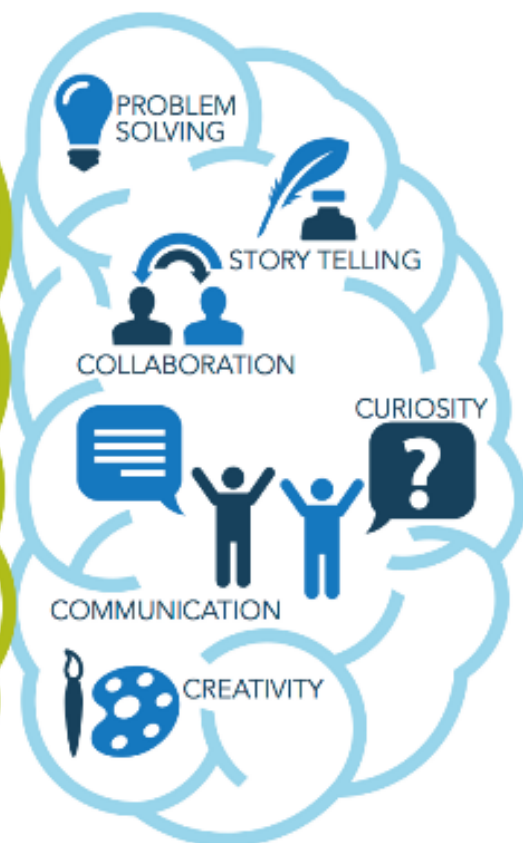 PROBLEM
SOLVING
STORY TELLING
COLLABORATION
CURIOSITY
?
COMMUNICATION
CREATIVITY